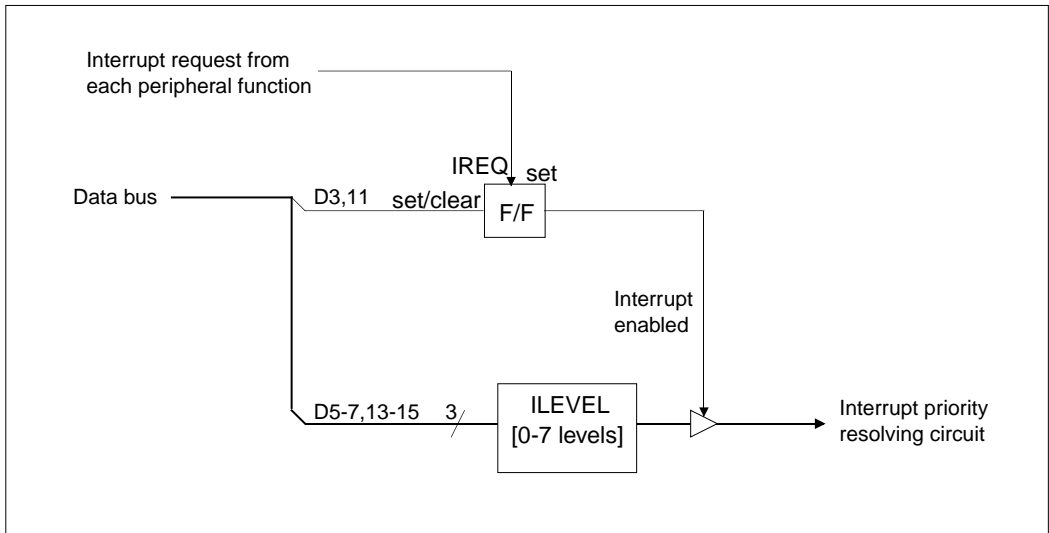 Interrupt request from
each peripheral function
IREQ
set
Data bus
D3,11
set/clear
F/F
Interrupt
enabled
D5-7,13-15
3
ILEVEL
[0-7 levels]
Interrupt priority
resolving circuit